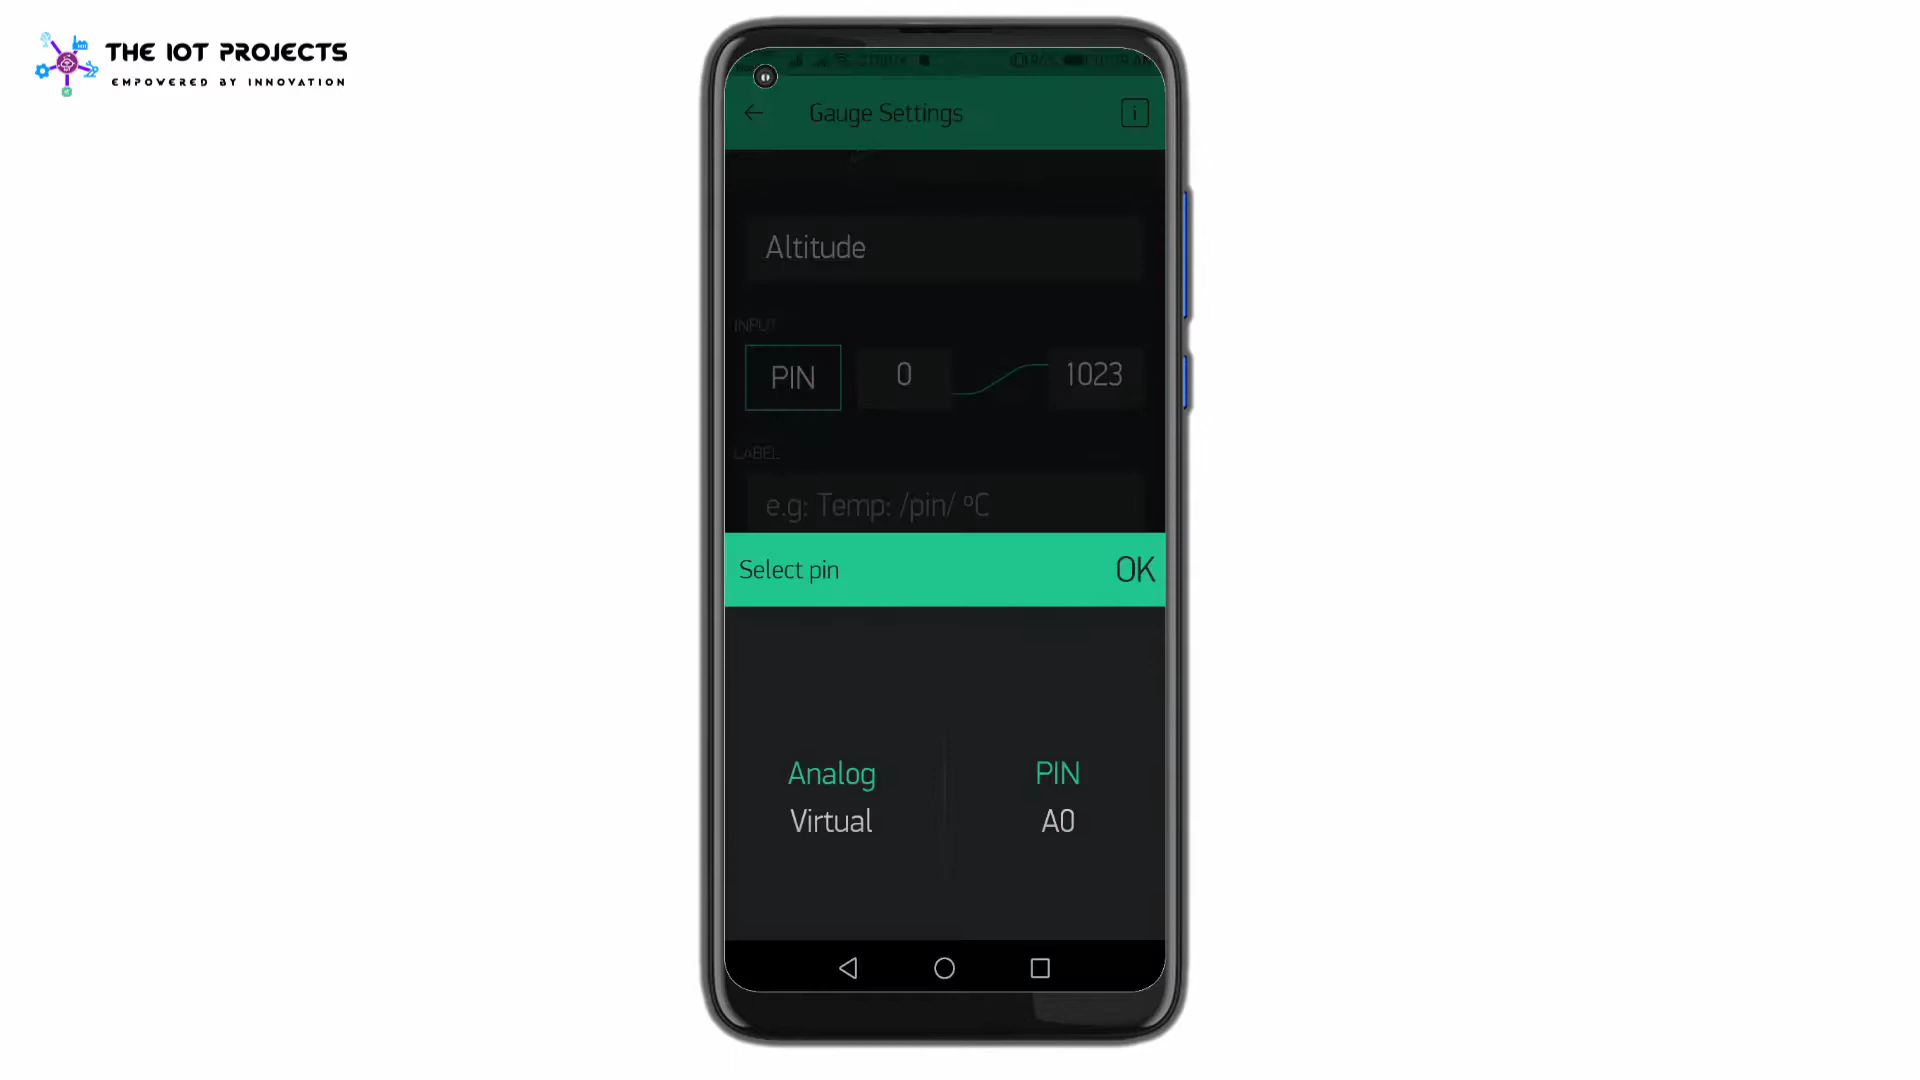 THE IOT PROJECTS
EMPOWERED BY INNOVATION
Gauge Settings
i
Altitude
INPUT
PIN 0 1023
LABEL
e.g: Temp: /pin/ ºC
Select pin OK
Analog PIN
Virtual A0